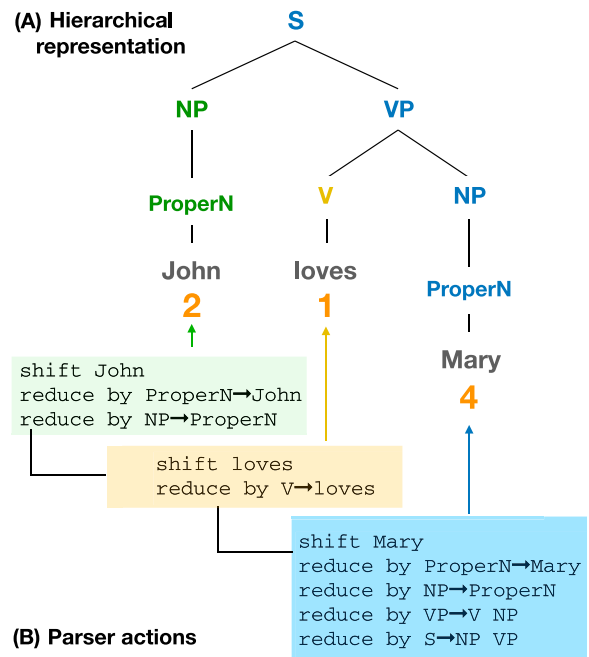 (A) Hierarchical
representation
S
NP VP
ProperN V NP
John loves ProperN
2 1
Mary
4
shift John
reduce by ProperN→John
reduce by NP→ProperN
shift loves
reduce by V→loves
shift Mary
reduce by ProperN→Mary
reduce by NP→ProperN
reduce by VP→V NP
reduce by S→NP VP
(B) Parser actions